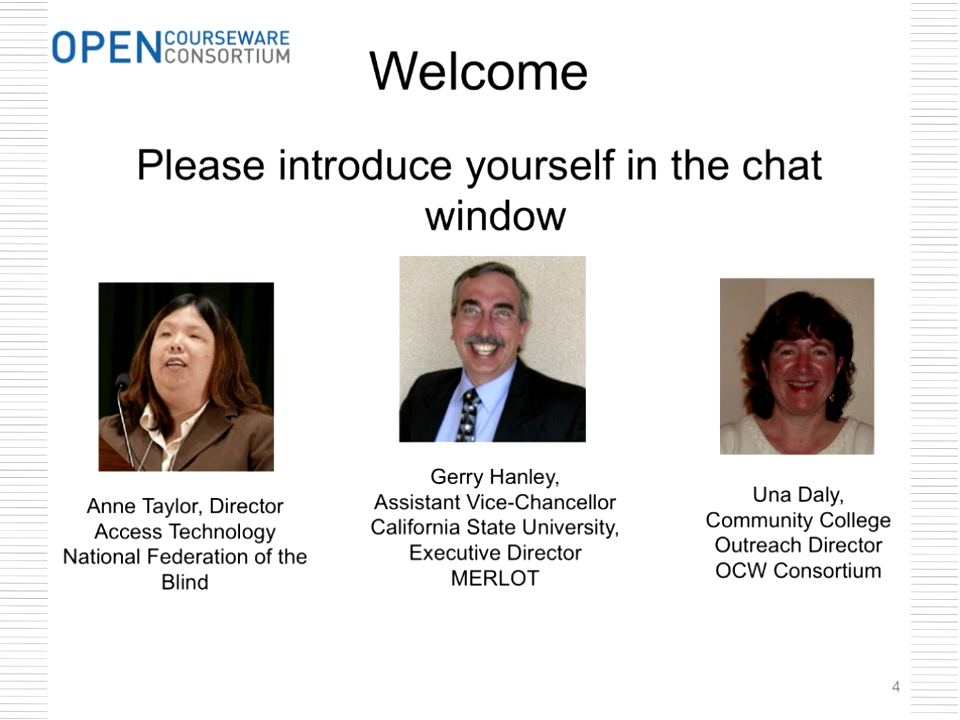 OPEN COURSEWARE
CONSORTIUM
Welcome
Please introduce yourself in the chat
window
Anne Taylor, Director
Access Technology
National Federation of the
Blind
Gerry Hanley,
Assistant Vice-Chancellor
California State University,
Executive Director
MERLOT
Una Daly,
Community College
Outreach Director
OCW Consortium
4